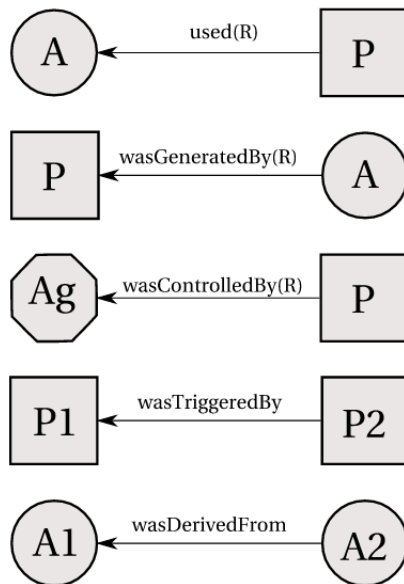 A used(R) P
P wasGeneratedBy(R) A
Ag wasControlledBy(R) P
P1 wasTriggeredBy P2
A1 wasDerivedFrom A2